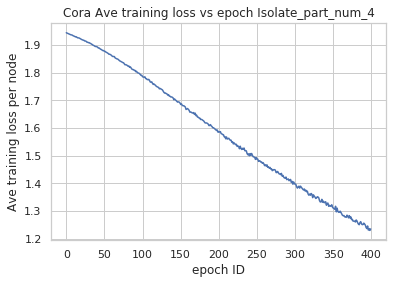 Cora Ave training loss vs epoch Isolate_part_num_4
Ave training loss per node
1.9
1.8
1.7
1.6
1.5
1.4
1.3
1.2
0 50 100 150 200 250 300 350 400
epoch ID